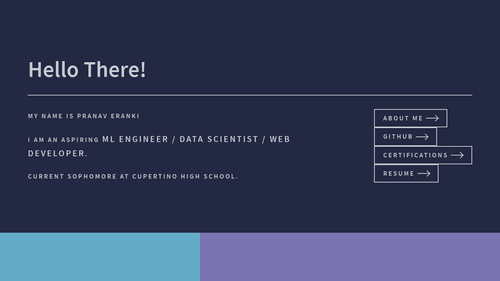 Hello There!
MY NAME IS PRANAV ERANKI
I AM AN ASPIRING ML ENGINEER / DATA SCIENTIST / WEB
DEVELOPER.
CURRENT SOPHOMORE AT CUPERTINO HIGH SCHOOL.
ABOUT ME
GITHUB
CERTIFICATIONS
RESUME